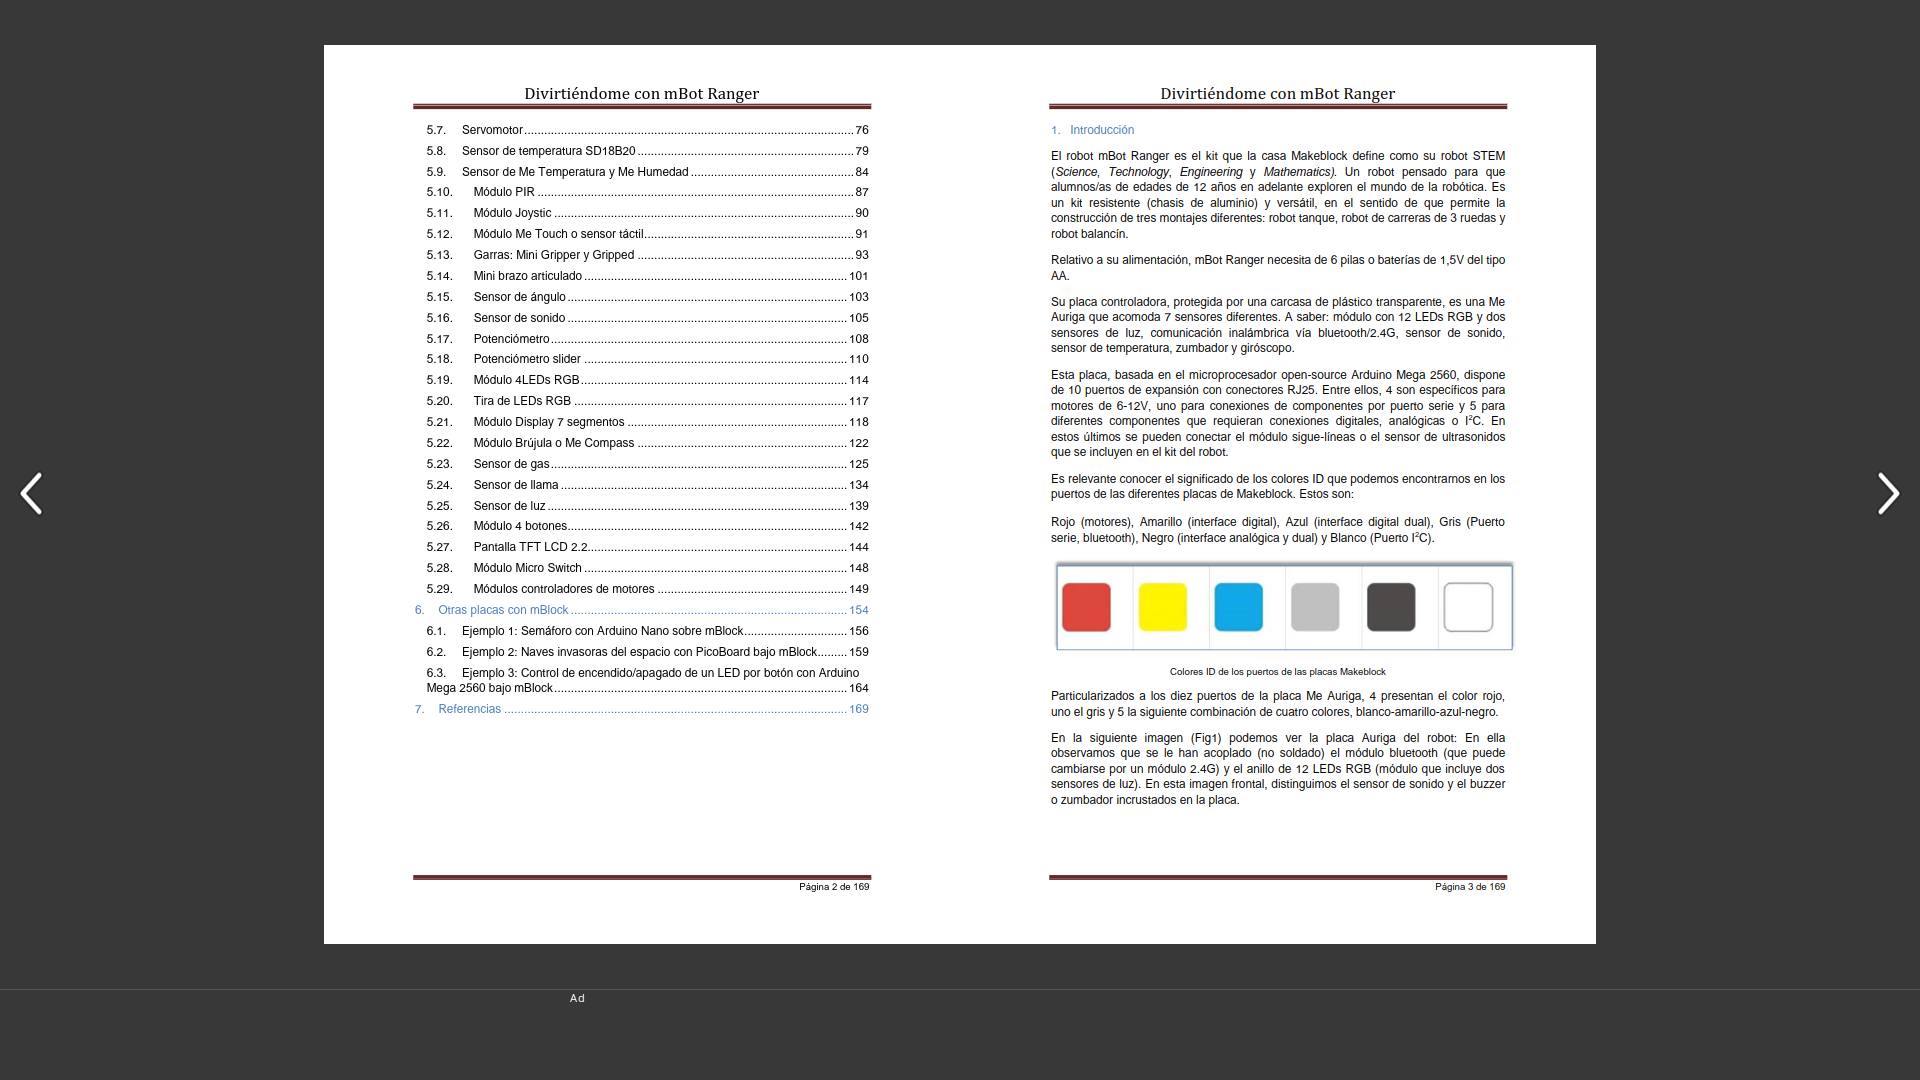 Divirtiéndome con mBot Ranger
5.7. Servomotor 76
5.8. Sensor de temperatura SD18B20 79
5.9. Sensor de Me Temperatura y Me Humedad 84
5.10. Módulo PIR 87
5.11. Módulo Joystic 90
5.12. Módulo Me Touch o sensor táctil 91
5.13. Garras: Mini Gripper y Gripped 93
5.14. Mini brazo articulado 101
5.15. Sensor de ángulo 103
5.16. Sensor de sonido 105
5.17. Potenciómetro 108
5.18. Potenciómetro slider 110
5.19. Módulo 4LEDs RGB 114
5.20. Tira de LEDs RGB 117
5.21. Módulo Display 7 segmentos 118
5.22. Módulo Brújula o Me Compass 122
5.23. Sensor de gas 125
5.24. Sensor de llama 134
5.25. Sensor de luz 139
5.26. Módulo 4 botones 142
5.27. Pantalla TFT LCD 2.2 144
5.28. Módulo Micro Switch 148
5.29. Módulos controladores de motores 149
6. Otras placas con mBlock 154
6.1. Ejemplo 1: Semáforo con Arduino Nano sobre mBlock 156
6.2. Ejemplo 2: Naves invasoras del espacio con PicoBoard bajo mBlock 159
6.3. Ejemplo 3: Control de encendido/apagado de un LED por botón con Arduino
Mega 2560 bajo mBlock 164
7. Referencias 169
Página 2 de 169
Divirtiéndome con mBot Ranger
1. Introducción
El robot mBot Ranger es el kit que la casa Makeblock define como su robot STEM
(Science, Technology, Engineering y Mathematics). Un robot pensado para que
alumnos/as de edades de 12 años en adelante exploren el mundo de la robótica. Es
un kit resistente (chasis de aluminio) y versátil, en el sentido de que permite la
construcción de tres montajes diferentes: robot tanque, robot de carreras de 3 ruedas y
robot balancín.
Relativo a su alimentación, mBot Ranger necesita de 6 pilas o baterías de 1,5V del tipo
AA.
Su placa controladora, protegida por una carcasa de plástico transparente, es una Me
Auriga que acomoda 7 sensores diferentes. A saber: módulo con 12 LEDs RGB y dos
sensores de luz, comunicación inalámbrica vía bluetooth/2.4G, sensor de sonido,
sensor de temperatura, zumbador y giróscopo.
Esta placa, basada en el microprocesador open-source Arduino Mega 2560, dispone
de 10 puertos de expansión con conectores RJ25. Entre ellos, 4 son específicos para
motores de 6-12V, uno para conexiones de componentes por puerto serie y 5 para
diferentes componentes que requieran conexiones digitales, analógicas o I²C. En
estos últimos se pueden conectar el módulo sigue-líneas o el sensor de ultrasonidos
que se incluyen en el kit del robot.
Es relevante conocer el significado de los colores ID que podemos encontrarnos en los
puertos de las diferentes placas de Makeblock. Estos son:
Rojo (motores), Amarillo (interface digital), Azul (interface digital dual), Gris (Puerto
serie, bluetooth), Negro (interface analógica y dual) y Blanco (Puerto I²C).
Colores ID de los puertos de las placas Makeblock
Particularizados a los diez puertos de la placa Me Auriga, 4 presentan el color rojo,
uno el gris y 5 la siguiente combinación de cuatro colores, blanco-amarillo-azul-negro.
En la siguiente imagen (Fig1) podemos ver la placa Auriga del robot: En ella
observamos que se le han acoplado (no soldado) el módulo bluetooth (que puede
cambiarse por un módulo 2.4G) y el anillo de 12 LEDs RGB (módulo que incluye dos
sensores de luz). En esta imagen frontal, distinguimos el sensor de sonido y el buzzer
o zumbador incrustados en la placa.
Página 3 de 169
Ad